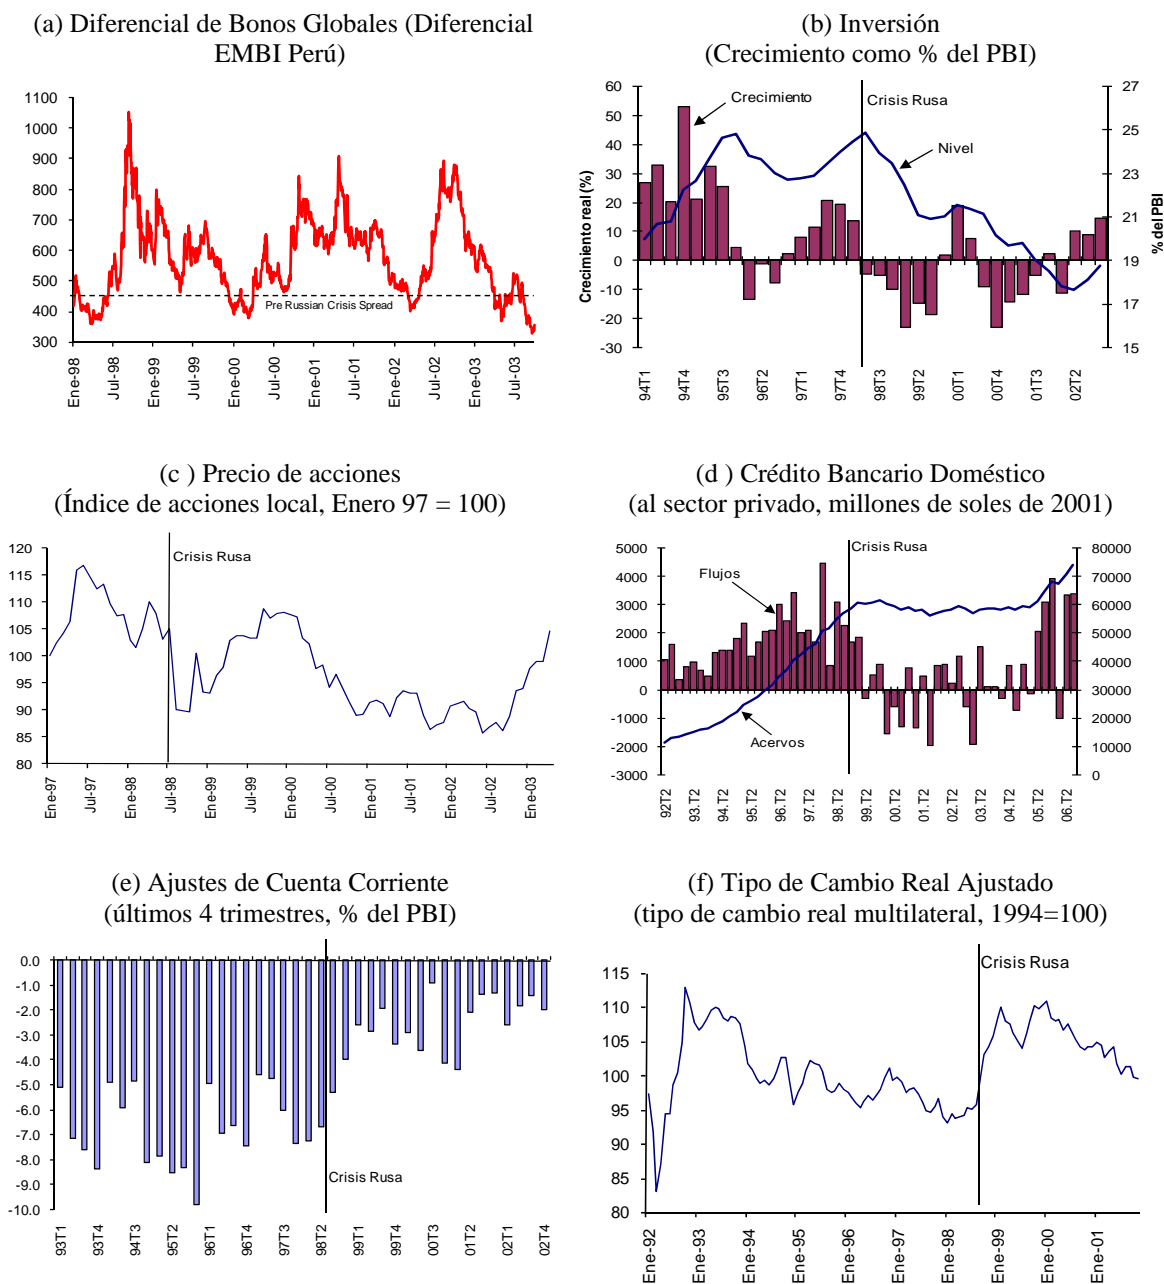 (a) Diferencial de Bonos Globales (Diferencial
EMBI Perú)
1100
1000
900
800
700
600
500
400
300
Pre Russian Crisis Spread
Ene-98
Jul-98
Ene-99
Jul-99
Ene-00
Jul-00
Ene-01
Jul-01
Ene-02
Jul-02
Ene-03
Jul-03
(b) Inversión
(Crecimiento como % del PBI)
60
50
40
30
20
10
0
-10
-20
-30
Crecimiento real (%)
Crecimiento
Crisis Rusa
Nivel
27
25
23
21
19
17
15
% del PBI
94T1
94T4
95T3
96T2
97T1
97T4
98T3
99T2
00T1
00T4
01T3
02T2
(c ) Precio de acciones
(Índice de acciones local, Enero 97 = 100)
120
115
110
105
100
95
90
85
80
Crisis Rusa
Ene-97
Jul-97
Ene-98
Jul-98
Ene-99
Jul-99
Ene-00
Jul-00
Ene-01
Jul-01
Ene-02
Jul-02
Ene-03
(d ) Crédito Bancario Doméstico
(al sector privado, millones de soles de 2001)
5000
4000
3000
2000
1000
0
-1000
-2000
-3000
Flujos
Crisis Rusa
Acervos
80000
70000
60000
50000
40000
30000
20000
10000
0
92T2
93.T2
94.T2
95.T2
96.T2
97.T2
98.T2
99.T2
00.T2
01.T2
02.T2
03.T2
04.T2
05.T2
06.T2
(e) Ajustes de Cuenta Corriente
(últimos 4 trimestres, % del PBI)
0.0
-1.0
-2.0
-3.0
-4.0
-5.0
-6.0
-7.0
-8.0
-9.0
-10.0
Crisis Rusa
93T1
93T4
94T3
95T2
96T1
96T4
97T3
98T2
99T1
99T4
00T3
01T2
02T1
02T4
(f) Tipo de Cambio Real Ajustado
(tipo de cambio real multilateral, 1994=100)
Crisis Rusa
115
110
105
100
95
90
85
80
Ene-92
Ene-93
Ene-94
Ene-95
Ene-96
Ene-97
Ene-98
Ene-99
Ene-00
Ene-01